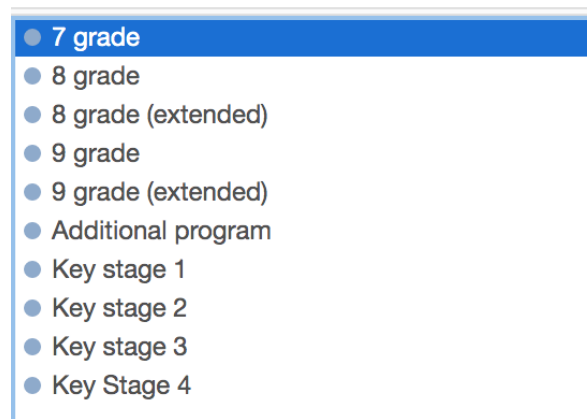 7 grade
8 grade
8 grade (extended)
9 grade
9 grade (extended)
Additional program
Key stage 1
Key stage 2
Key stage 3
Key Stage 4